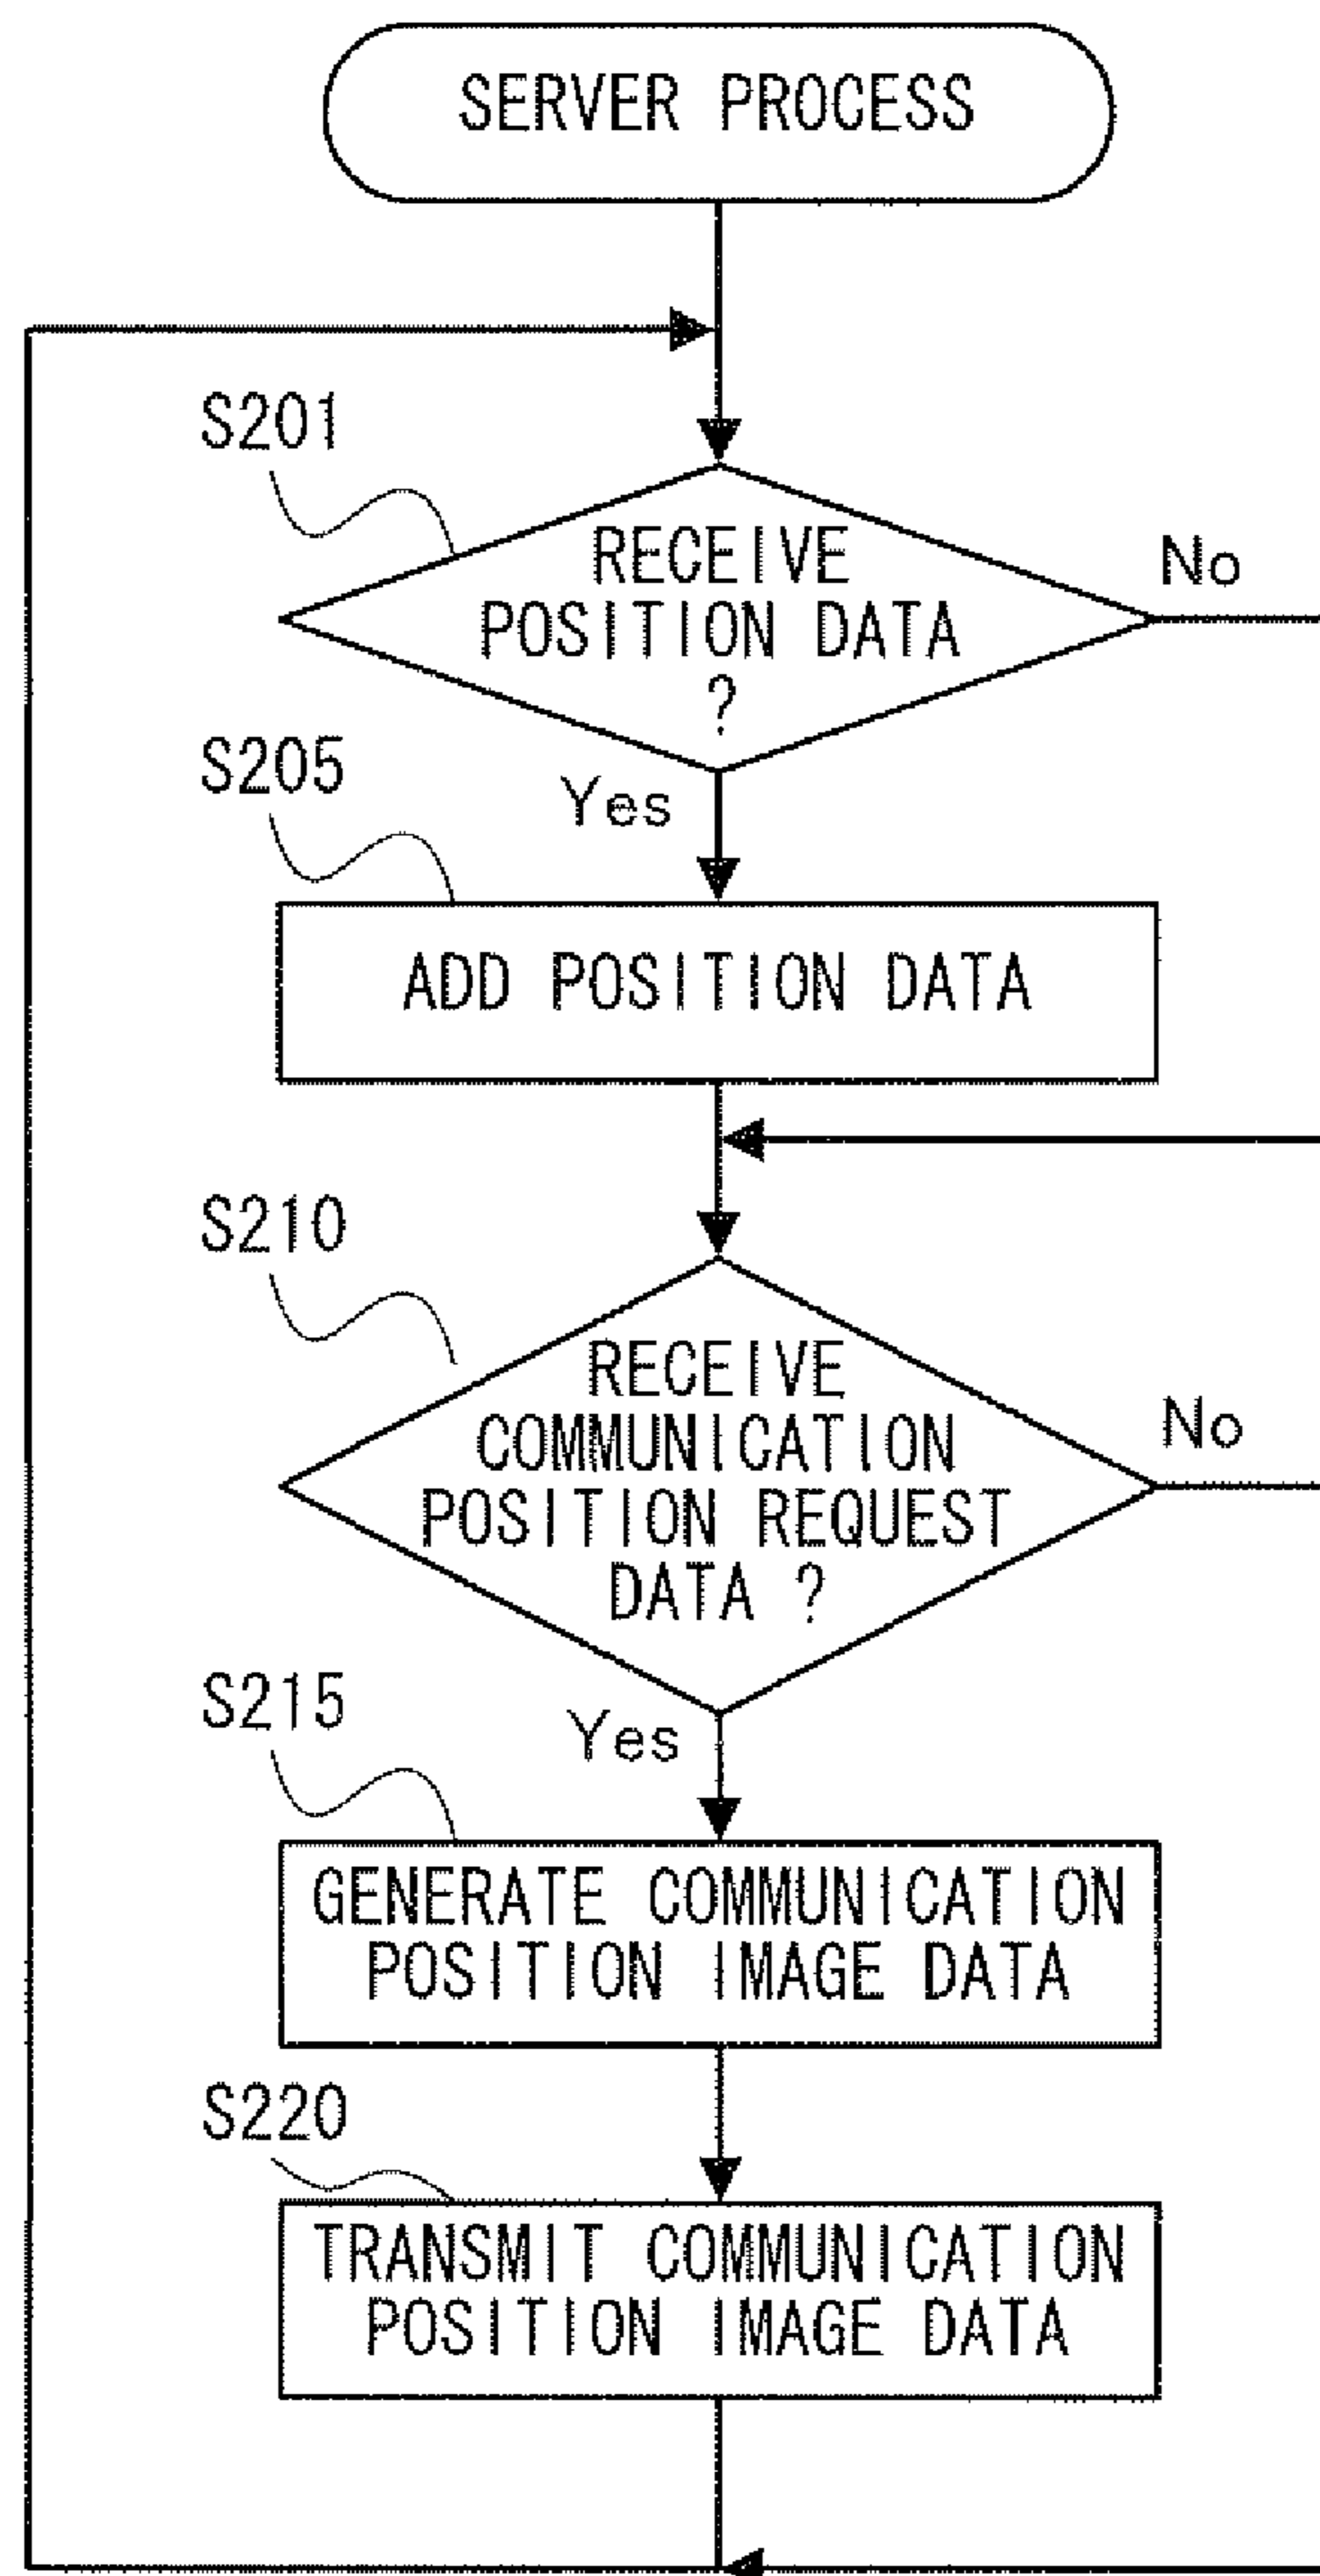 SERVER PROCESS
S201
RECEIVE
POSITION DATA
?
No
Yes
S205
ADD POSITION DATA
S210
RECEIVE
COMMUNICATION
POSITION REQUEST
DATA ?
No
Yes
S215
GENERATE COMMUNICATION
POSITION IMAGE DATA
S220
TRANSMIT COMMUNICATION
POSITION IMAGE DATA